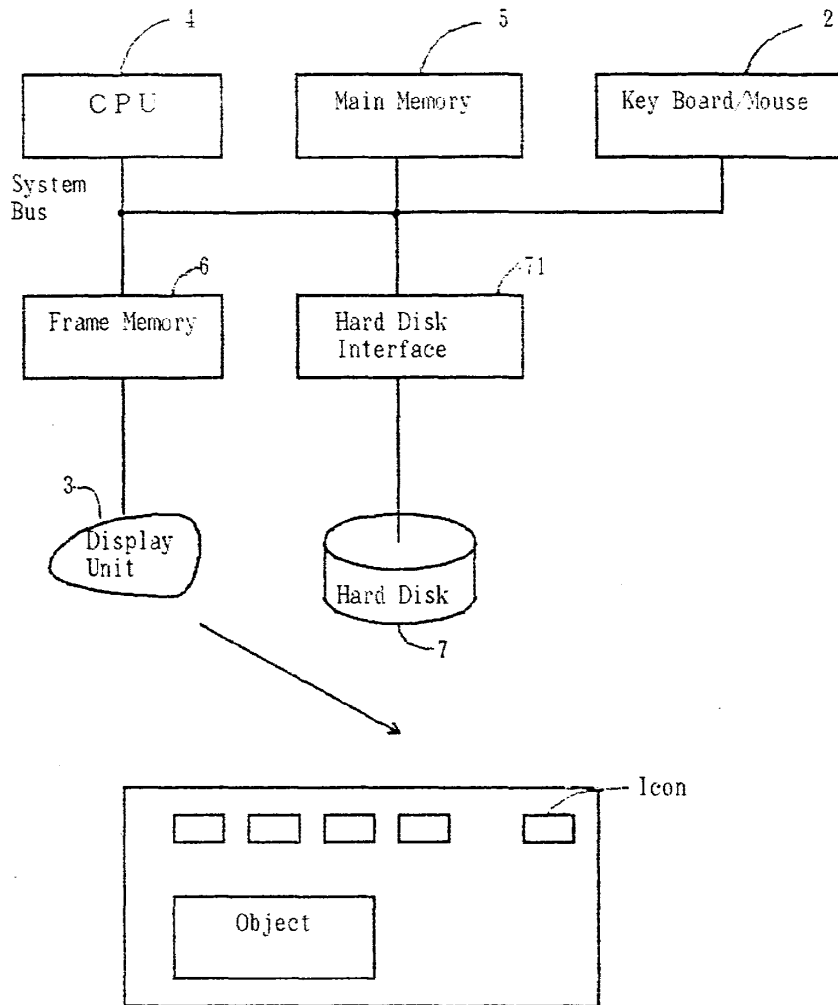 4
5
2
CPU
Main Memory
Key Board/Mouse
System
Bus
6
71
Frame Memory
Hard Disk
Interface
3
Display
Unit
Hard Disk
7
Icon
Object